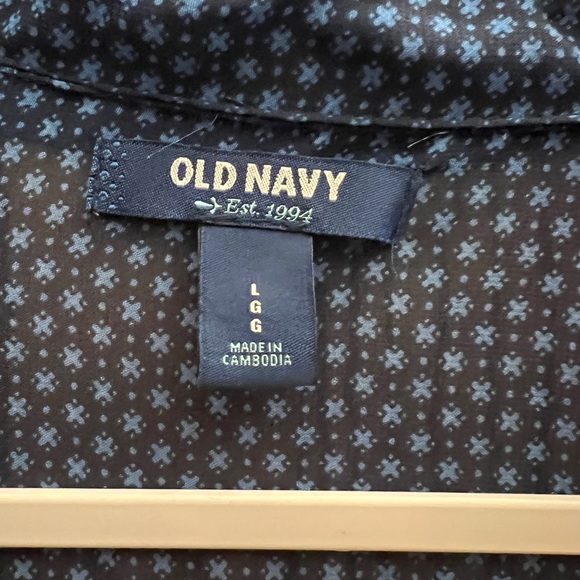 OLD NAVY
Est. 1994
L
G
G
MADE IN
CAMBODIA